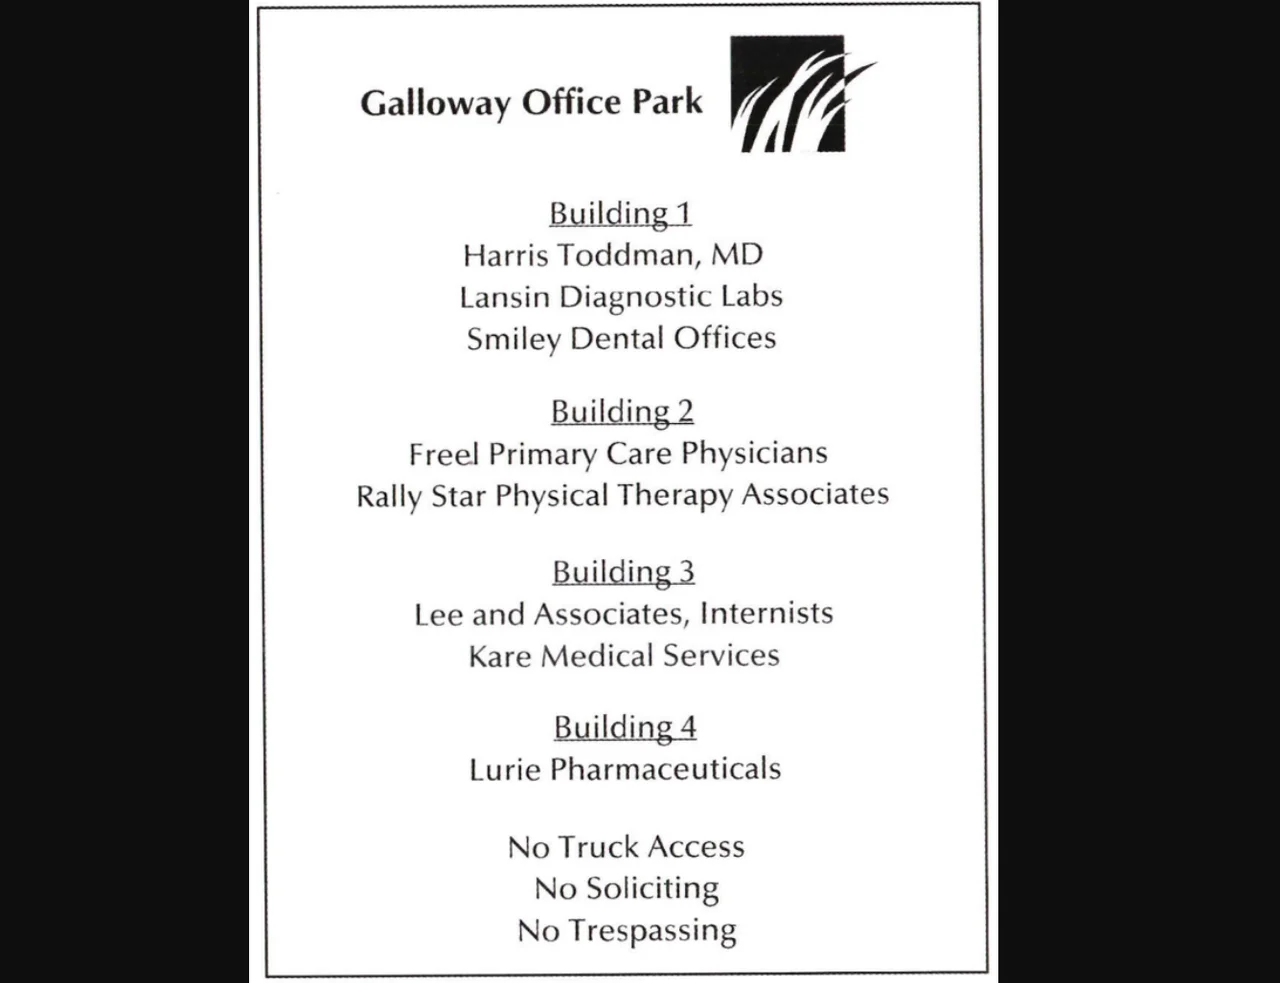 Galloway Office Park
Building 1
Harris Toddman, MD
Lansin Diagnostic Labs
Smiley Dental Offices
Building 2
Freel Primary Care Physicians
Rally Star Physical Therapy Associates
Building 3
Lee and Associates, Internists
Kare Medical Services
Building 4
Lurie Pharmaceuticals
No Truck Access
No Soliciting
No Trespassing